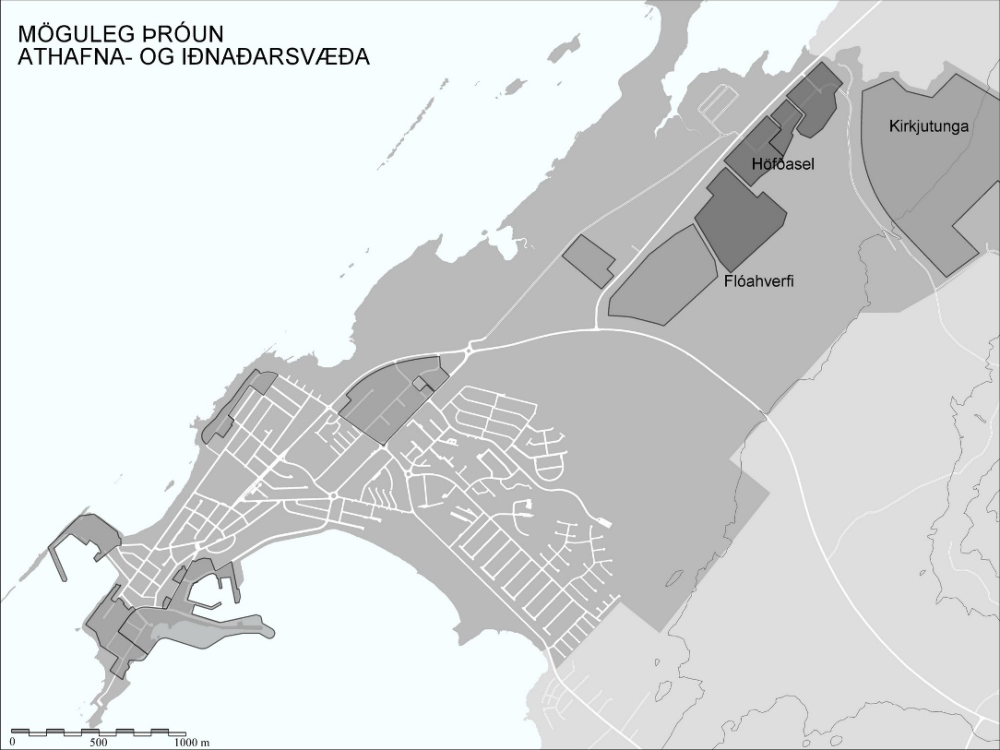 MÖGULEG ÞRÓUN
ATHAFNA- OG IÐNAÐARSVÆÐA
Kirkjutunga
Höfðasel
Flóahverfi
0 500 1000 m